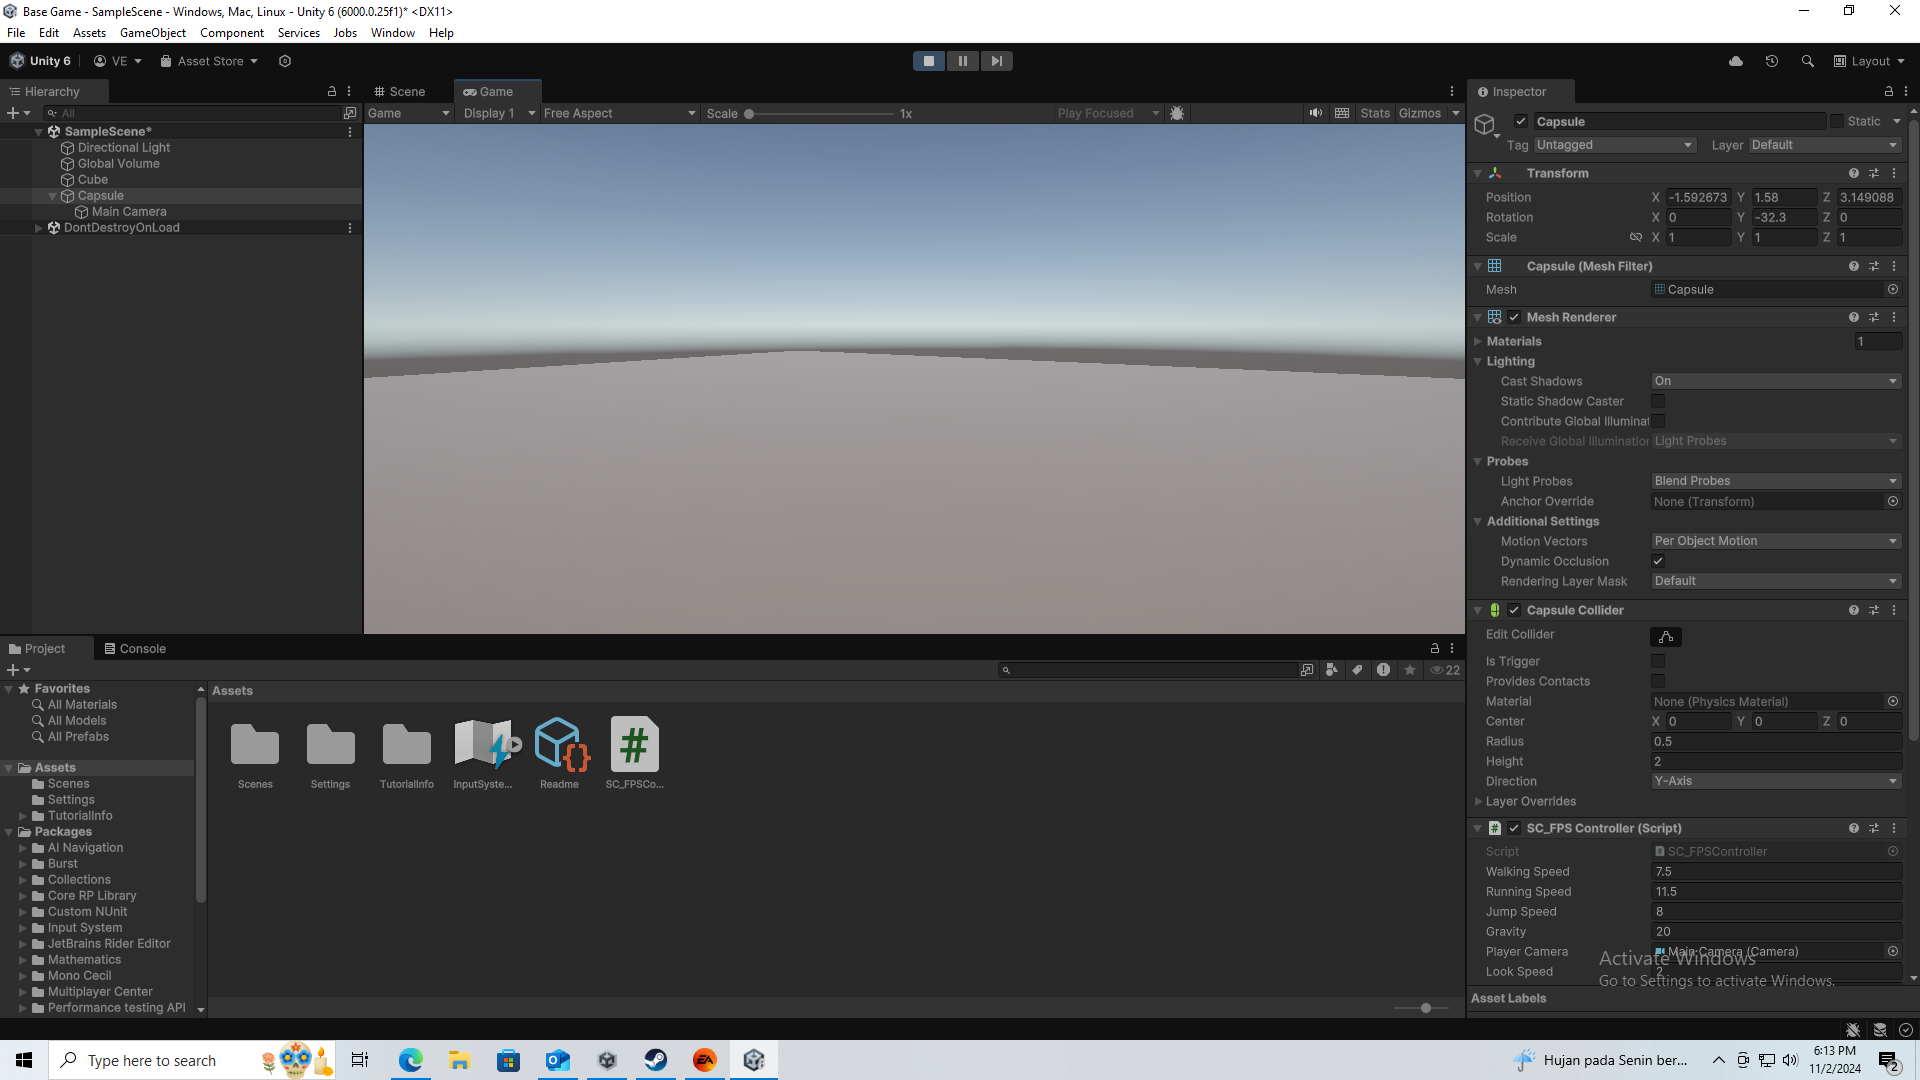 Base Game - SampleScene - Windows, Mac, Linux - Unity 6 (6000.0.25f1)* <DX11>
File Edit Assets GameObject Component Services Jobs Window Help
Unity 6 VE Asset Store Layout
Hierarchy
All
SampleScene*
Directional Light
Global Volume
Cube
Capsule
Main Camera
DontDestroyOnLoad
Scene Game
Game Display 1 Free Aspect Scale 1x Play Focused Stats Gizmos
Inspector
Capsule Static
Tag Untagged Layer Default
Transform
Position X -1.592673 Y 1.58 Z 3.149088
Rotation X 0 Y -32.3 Z 0
Scale X 1 Y 1 Z 1
Capsule (Mesh Filter)
Mesh Capsule
Mesh Renderer
Materials 1
Lighting
Cast Shadows On
Static Shadow Caster
Contribute Global Illuminat
Receive Global Illumination Light Probes
Probes
Light Probes Blend Probes
Anchor Override None (Transform)
Additional Settings
Motion Vectors Per Object Motion
Dynamic Occlusion
Rendering Layer Mask Default
Capsule Collider
Edit Collider
Is Trigger
Provides Contacts
Material None (Physics Material)
Center X 0 Y 0 Z 0
Radius 0.5
Height 2
Direction Y-Axis
Layer Overrides
SC_FPS Controller (Script)
Script SC_FPSController
Walking Speed 7.5
Running Speed 11.5
Jump Speed 8
Gravity 20
Player Camera Main Camera (Camera)
Look Speed 2
Asset Labels
Activate Windows
Go to Settings to activate Windows.
Project Console
22
Favorites
All Materials
All Models
All Prefabs
Assets
Scenes
Settings
TutorialInfo
Packages
AI Navigation
Burst
Collections
Core RP Library
Custom NUnit
Input System
JetBrains Rider Editor
Mathematics
Mono Cecil
Multiplayer Center
Performance testing API
Assets
Scenes Settings TutorialInfo InputSyste... Readme SC_FPSCo...
Type here to search
Hujan pada Senin ber...
6:13 PM
11/2/2024
2